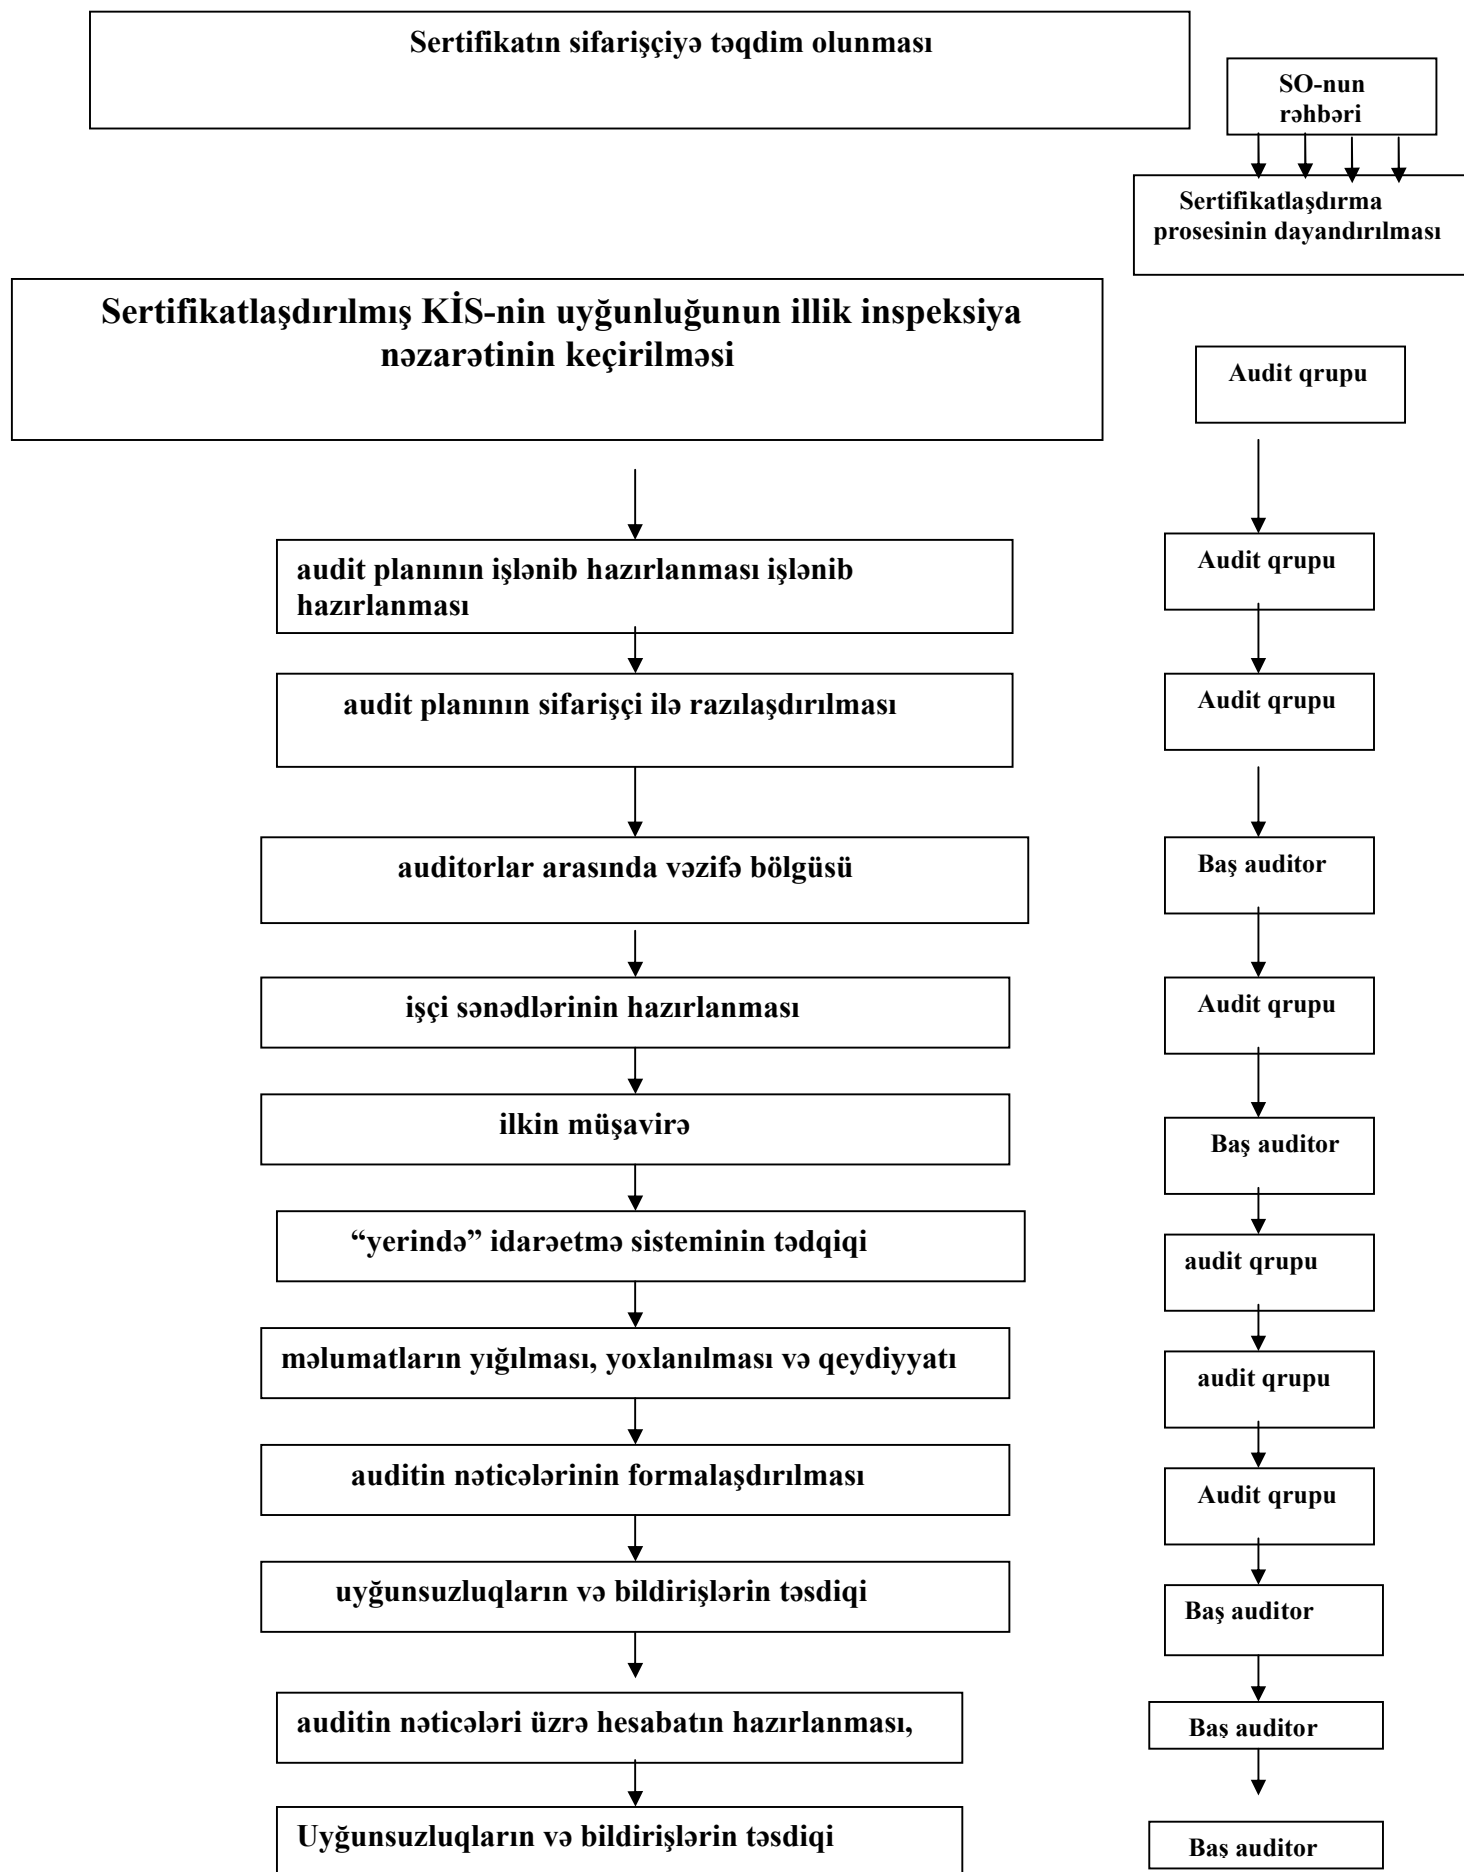 Sertifikatın sifarişçiyə təqdim olunması
SO-nun
rəhbəri
Sertifikatlaşdırma
prosesinin dayandırılması
Sertifikatlaşdırılmış KİS-nin uyğunluğunun illik inspeksiya
nəzarətinin keçirilməsi
Audit qrupu
audit planının işlənib hazırlanması işlənib
hazırlanması
Audit qrupu
audit planının sifarişçi ilə razılaşdırılması
Audit qrupu
auditorlar arasında vəzifə bölgüsü
Baş auditor
işçi sənədlərinin hazırlanması
Audit qrupu
ilkin müşavirə
Baş auditor
“yerində” idarəetmə sisteminin tədqiqi
audit qrupu
məlumatların yığılması, yoxlanılması və qeydiyyatı
audit qrupu
auditin nəticələrinin formalaşdırılması
Audit qrupu
uyğunsuzluqların və bildirişlərin təsdiqi
Baş auditor
auditin nəticələri üzrə hesabatın hazırlanması,
Baş auditor
Uyğunsuzluqların və bildirişlərin təsdiqi
Baş auditor